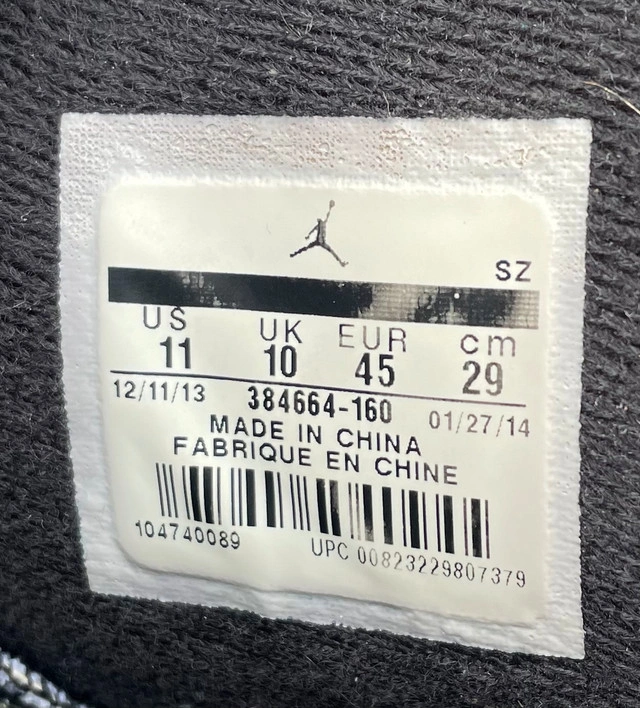 SZ
US UK EUR cm
11 10 45 29
12/11/13 384664-160 01/27/14
MADE IN CHINA
FABRIQUE EN CHINE
104740089 UPC 00823229807379